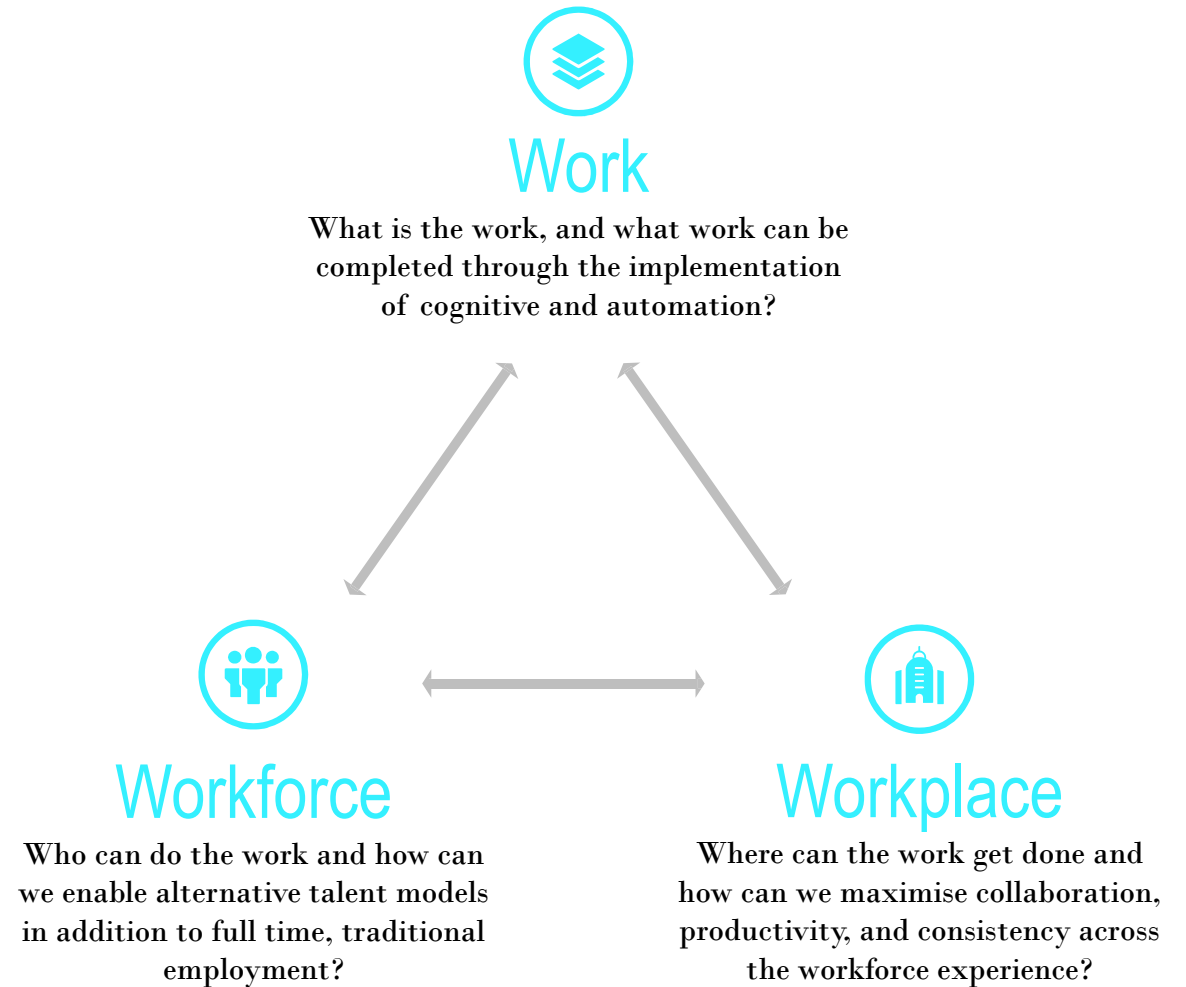 Work
What is the work, and what work can be
completed through the implementation
of cognitive and automation?
Workforce
Who can do the work and how can
we enable alternative talent models
in addition to full time, traditional
employment?
Workplace
Where can the work get done and
how can we maximise collaboration,
productivity, and consistency across
the workforce experience?